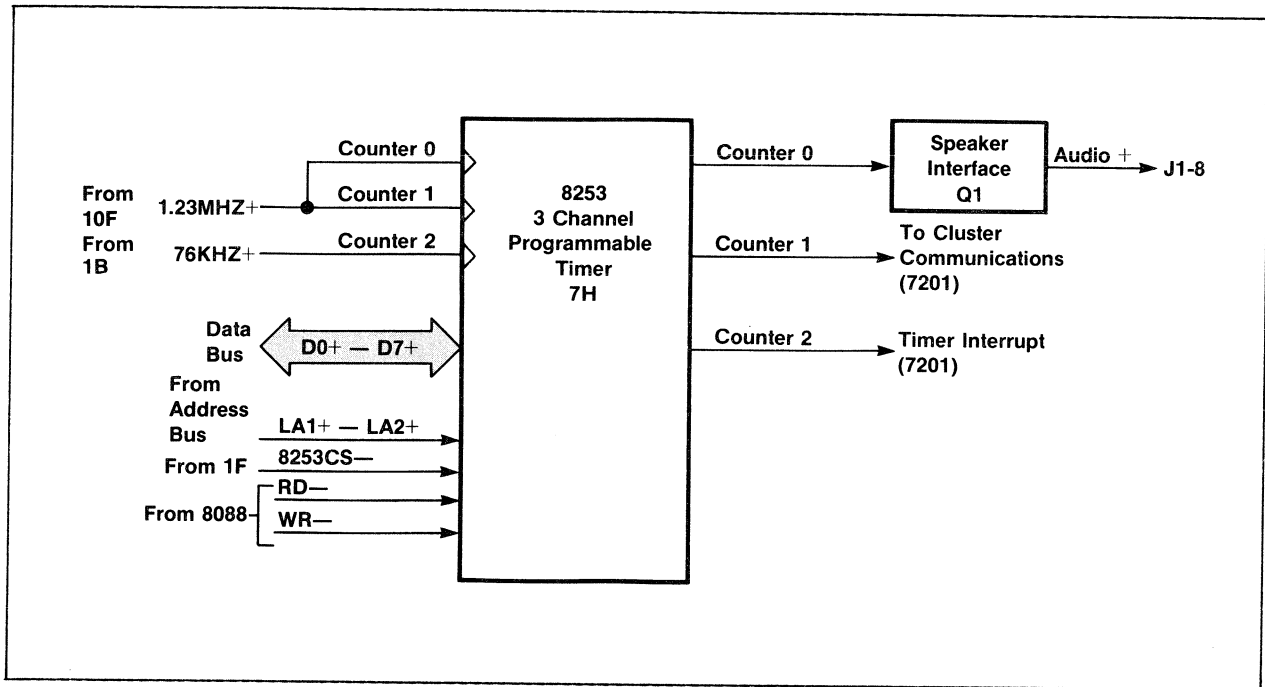 Counter 0
Counter 1
From
10F
1.23MHZ+
From
1B
76KHZ+
Counter 2
Data
Bus
D0+ — D7+
From
Address
Bus
LA1+ — LA2+
From 1F
8253CS—
From 8088
RD—
WR—
8253
3 Channel
Programmable
Timer
7H
Counter 0
Speaker
Interface
Q1
Audio +
J1-8
Counter 1
To Cluster
Communications
(7201)
Counter 2
Timer Interrupt
(7201)